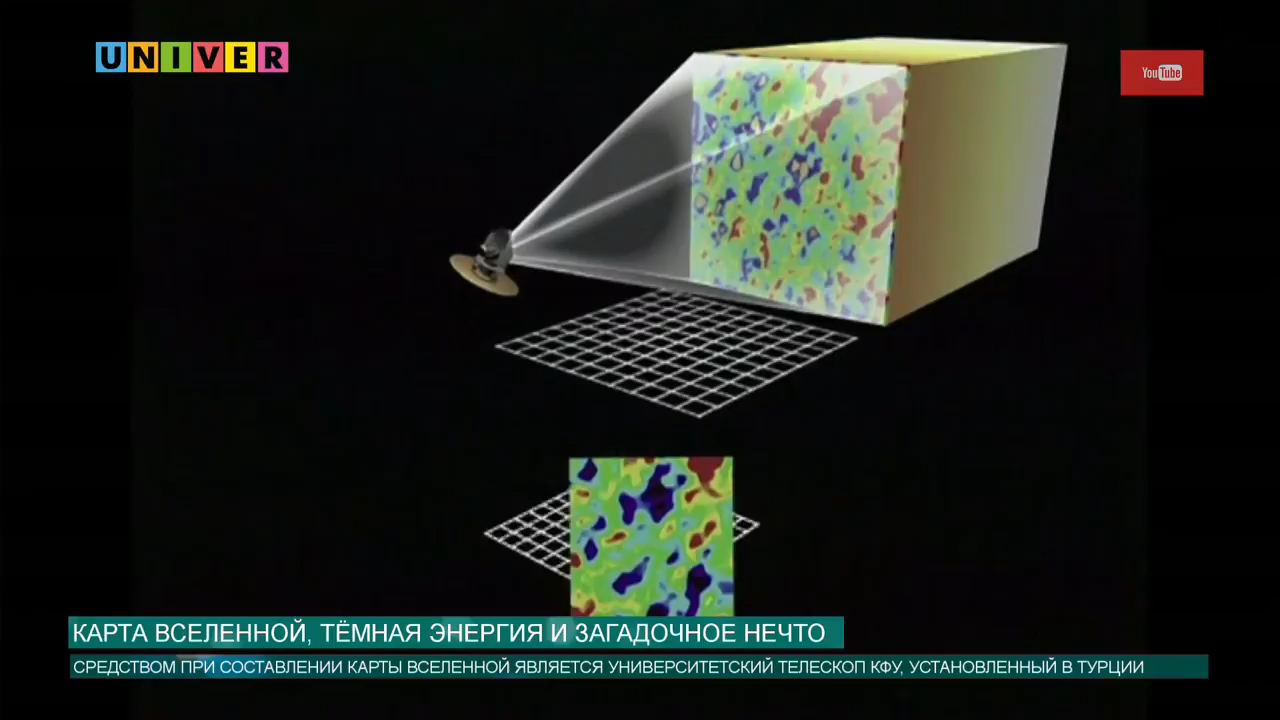 UNIVER
YouTube
КАРТА ВСЕЛЕННОЙ, ТЁМНАЯ ЭНЕРГИЯ И ЗАГАДОЧНОЕ НЕЧТО
СРЕДСТВОМ ПРИ СОСТАВЛЕНИИ КАРТЫ ВСЕЛЕННОЙ ЯВЛЯЕТСЯ УНИВЕРСИТЕТСКИЙ ТЕЛЕСКОП КФУ, УСТАНОВЛЕННЫЙ В ТУРЦИИ